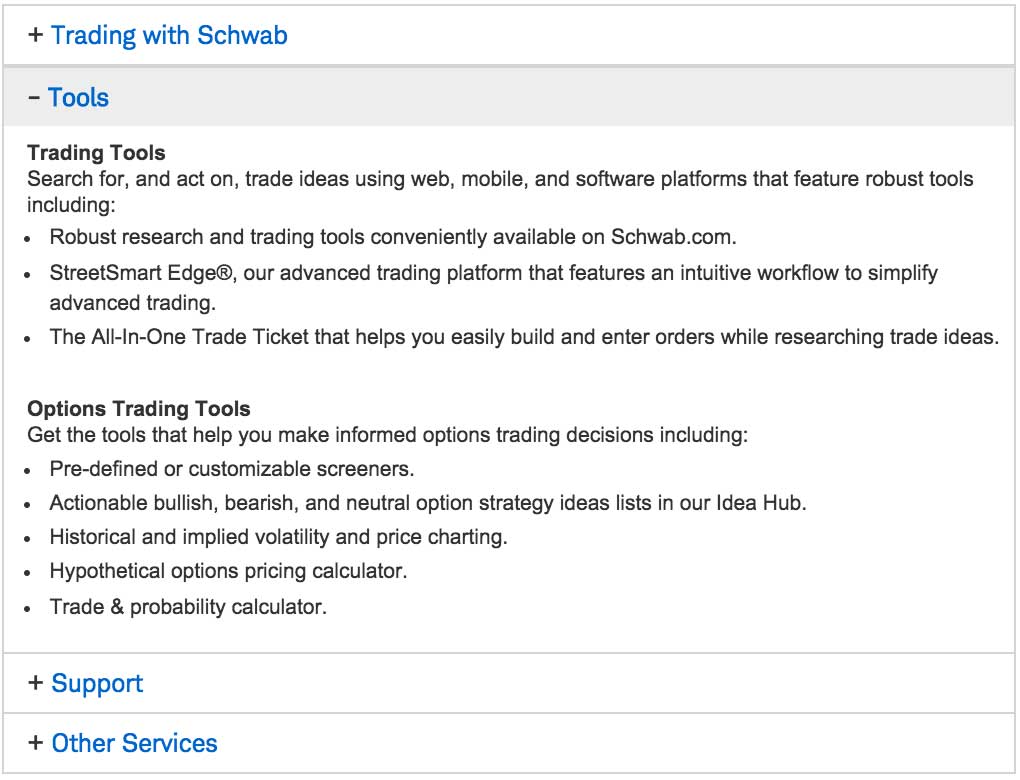 + Trading with Schwab
– Tools
Trading Tools
Search for, and act on, trade ideas using web, mobile, and software platforms that feature robust tools
including:
• Robust research and trading tools conveniently available on Schwab.com.
• StreetSmart Edge®, our advanced trading platform that features an intuitive workflow to simplify
advanced trading.
• The All-In-One Trade Ticket that helps you easily build and enter orders while researching trade ideas.
Options Trading Tools
Get the tools that help you make informed options trading decisions including:
• Pre-defined or customizable screeners.
• Actionable bullish, bearish, and neutral option strategy ideas lists in our Idea Hub.
• Historical and implied volatility and price charting.
• Hypothetical options pricing calculator.
• Trade & probability calculator.
+ Support
+ Other Services